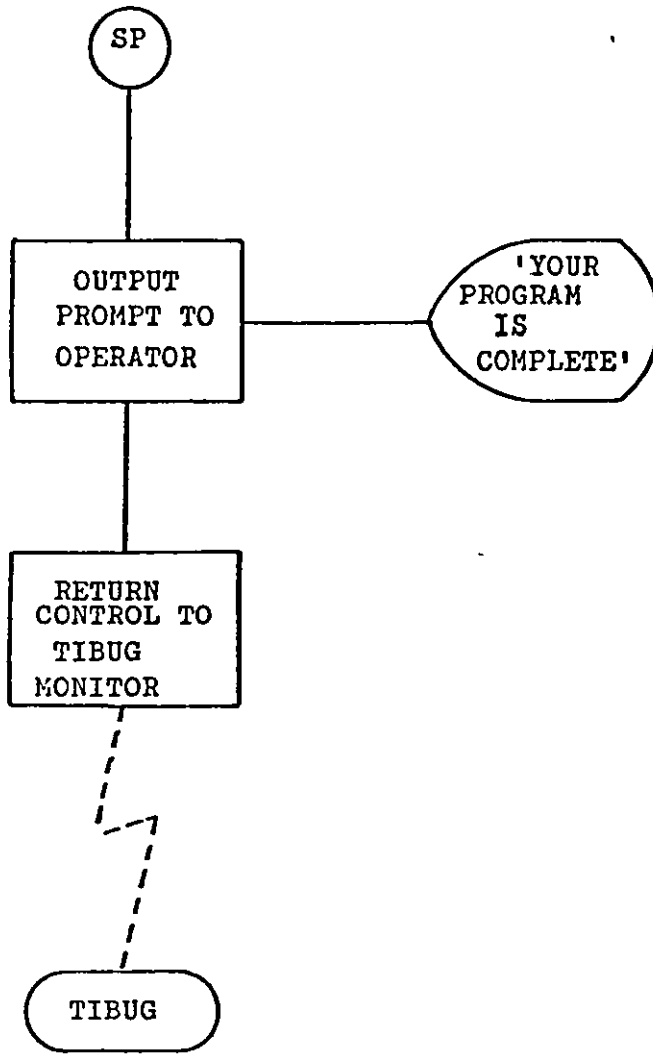 SP
OUTPUT
PROMPT TO
OPERATOR
'YOUR
PROGRAM
IS
COMPLETE'
RETURN
CONTROL TO
TIBUG
MONITOR
TIBUG